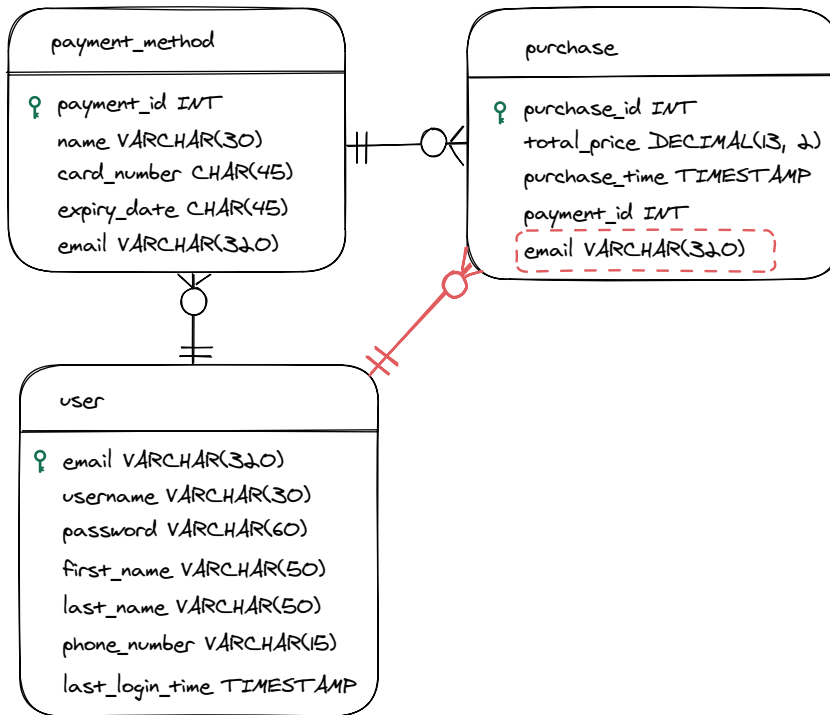 payment_method
payment_id INT
name VARCHAR(30)
card_number CHAR(45)
expiry_date CHAR(45)
email VARCHAR(320)
purchase
purchase_id INT
total_price DECIMAL(13, 2)
purchase_time TIMESTAMP
payment_id INT
email VARCHAR(320)
user
email VARCHAR(320)
username VARCHAR(30)
password VARCHAR(60)
first_name VARCHAR(50)
last_name VARCHAR(50)
phone_number VARCHAR(15)
last_login_time TIMESTAMP